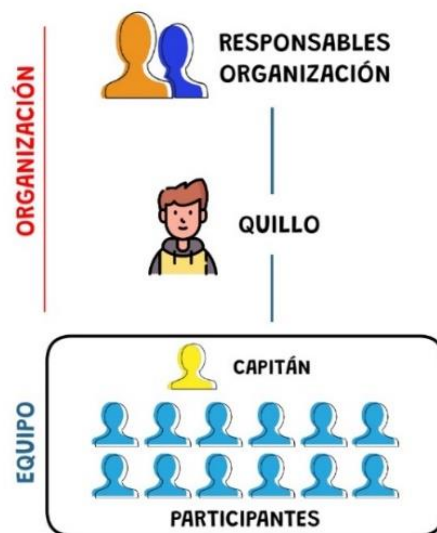 ORGANIZACIÓN
RESPONSABLES
ORGANIZACIÓN
QUILLO
EQUIPO
CAPITÁN
PARTICIPANTES